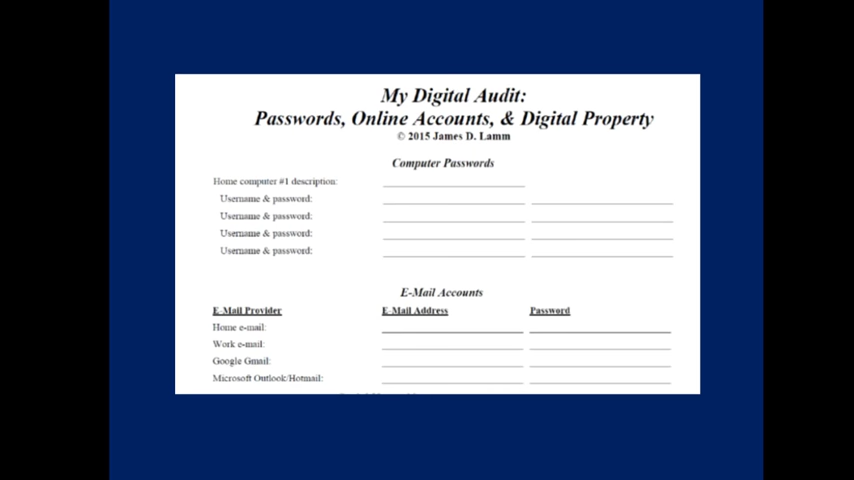 My Digital Audit:
Passwords, Online Accounts, & Digital Property
© 2015 James D. Lamm
Computer Passwords
Home computer #1 description:
Username & password:
Username & password:
Username & password:
Username & password:
E-Mail Accounts
E-Mail Provider E-Mail Address Password
Home e-mail:
Work e-mail:
Google Gmail:
Microsoft Outlook/Hotmail: